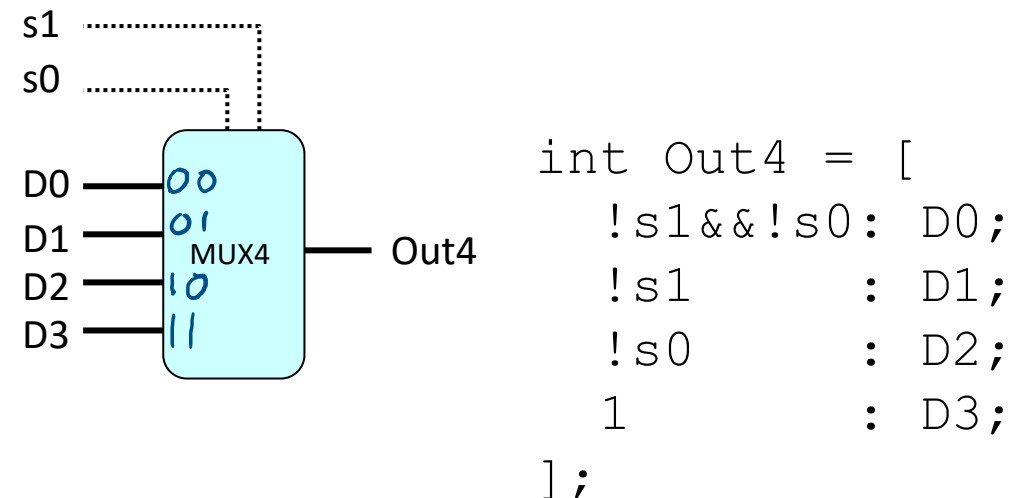 s1
s0
D0
D1
D2
D3
00
01
MUX4
10
11
Out4
int Out4 = [
!s1&&!s0: D0;
!s1 : D1;
!s0 : D2;
1 : D3;
];